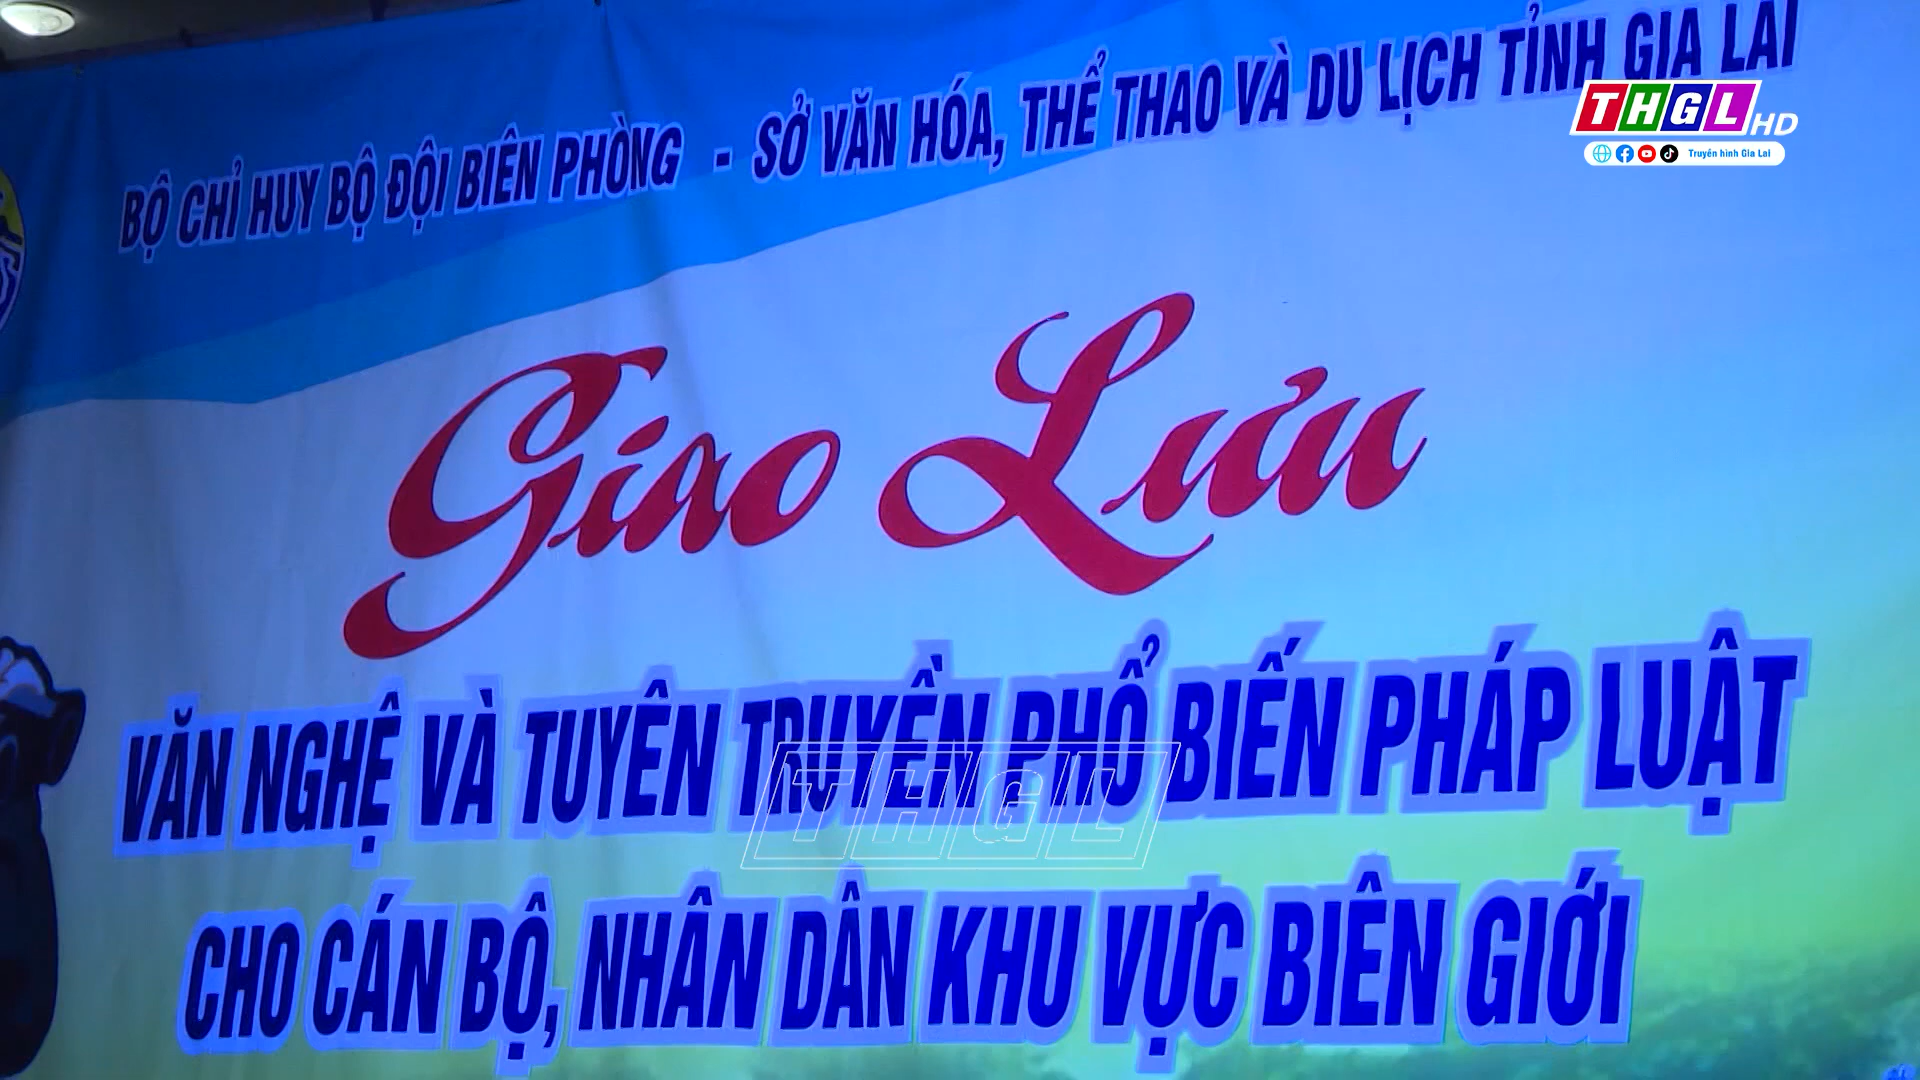 BỘ CHỈ HUY BỘ ĐỘI BIÊN PHÒNG - SỞ VĂN HÓA, THỂ THAO VÀ DU LỊCH TỈNH GIA LAI
THGL HD
Truyền hình Gia Lai
Giao Lưu
VĂN NGHỆ VÀ TUYÊN TRUYỀN PHỔ BIẾN PHÁP LUẬT
THGL
CHO CÁN BỘ, NHÂN DÂN KHU VỰC BIÊN GIỚI